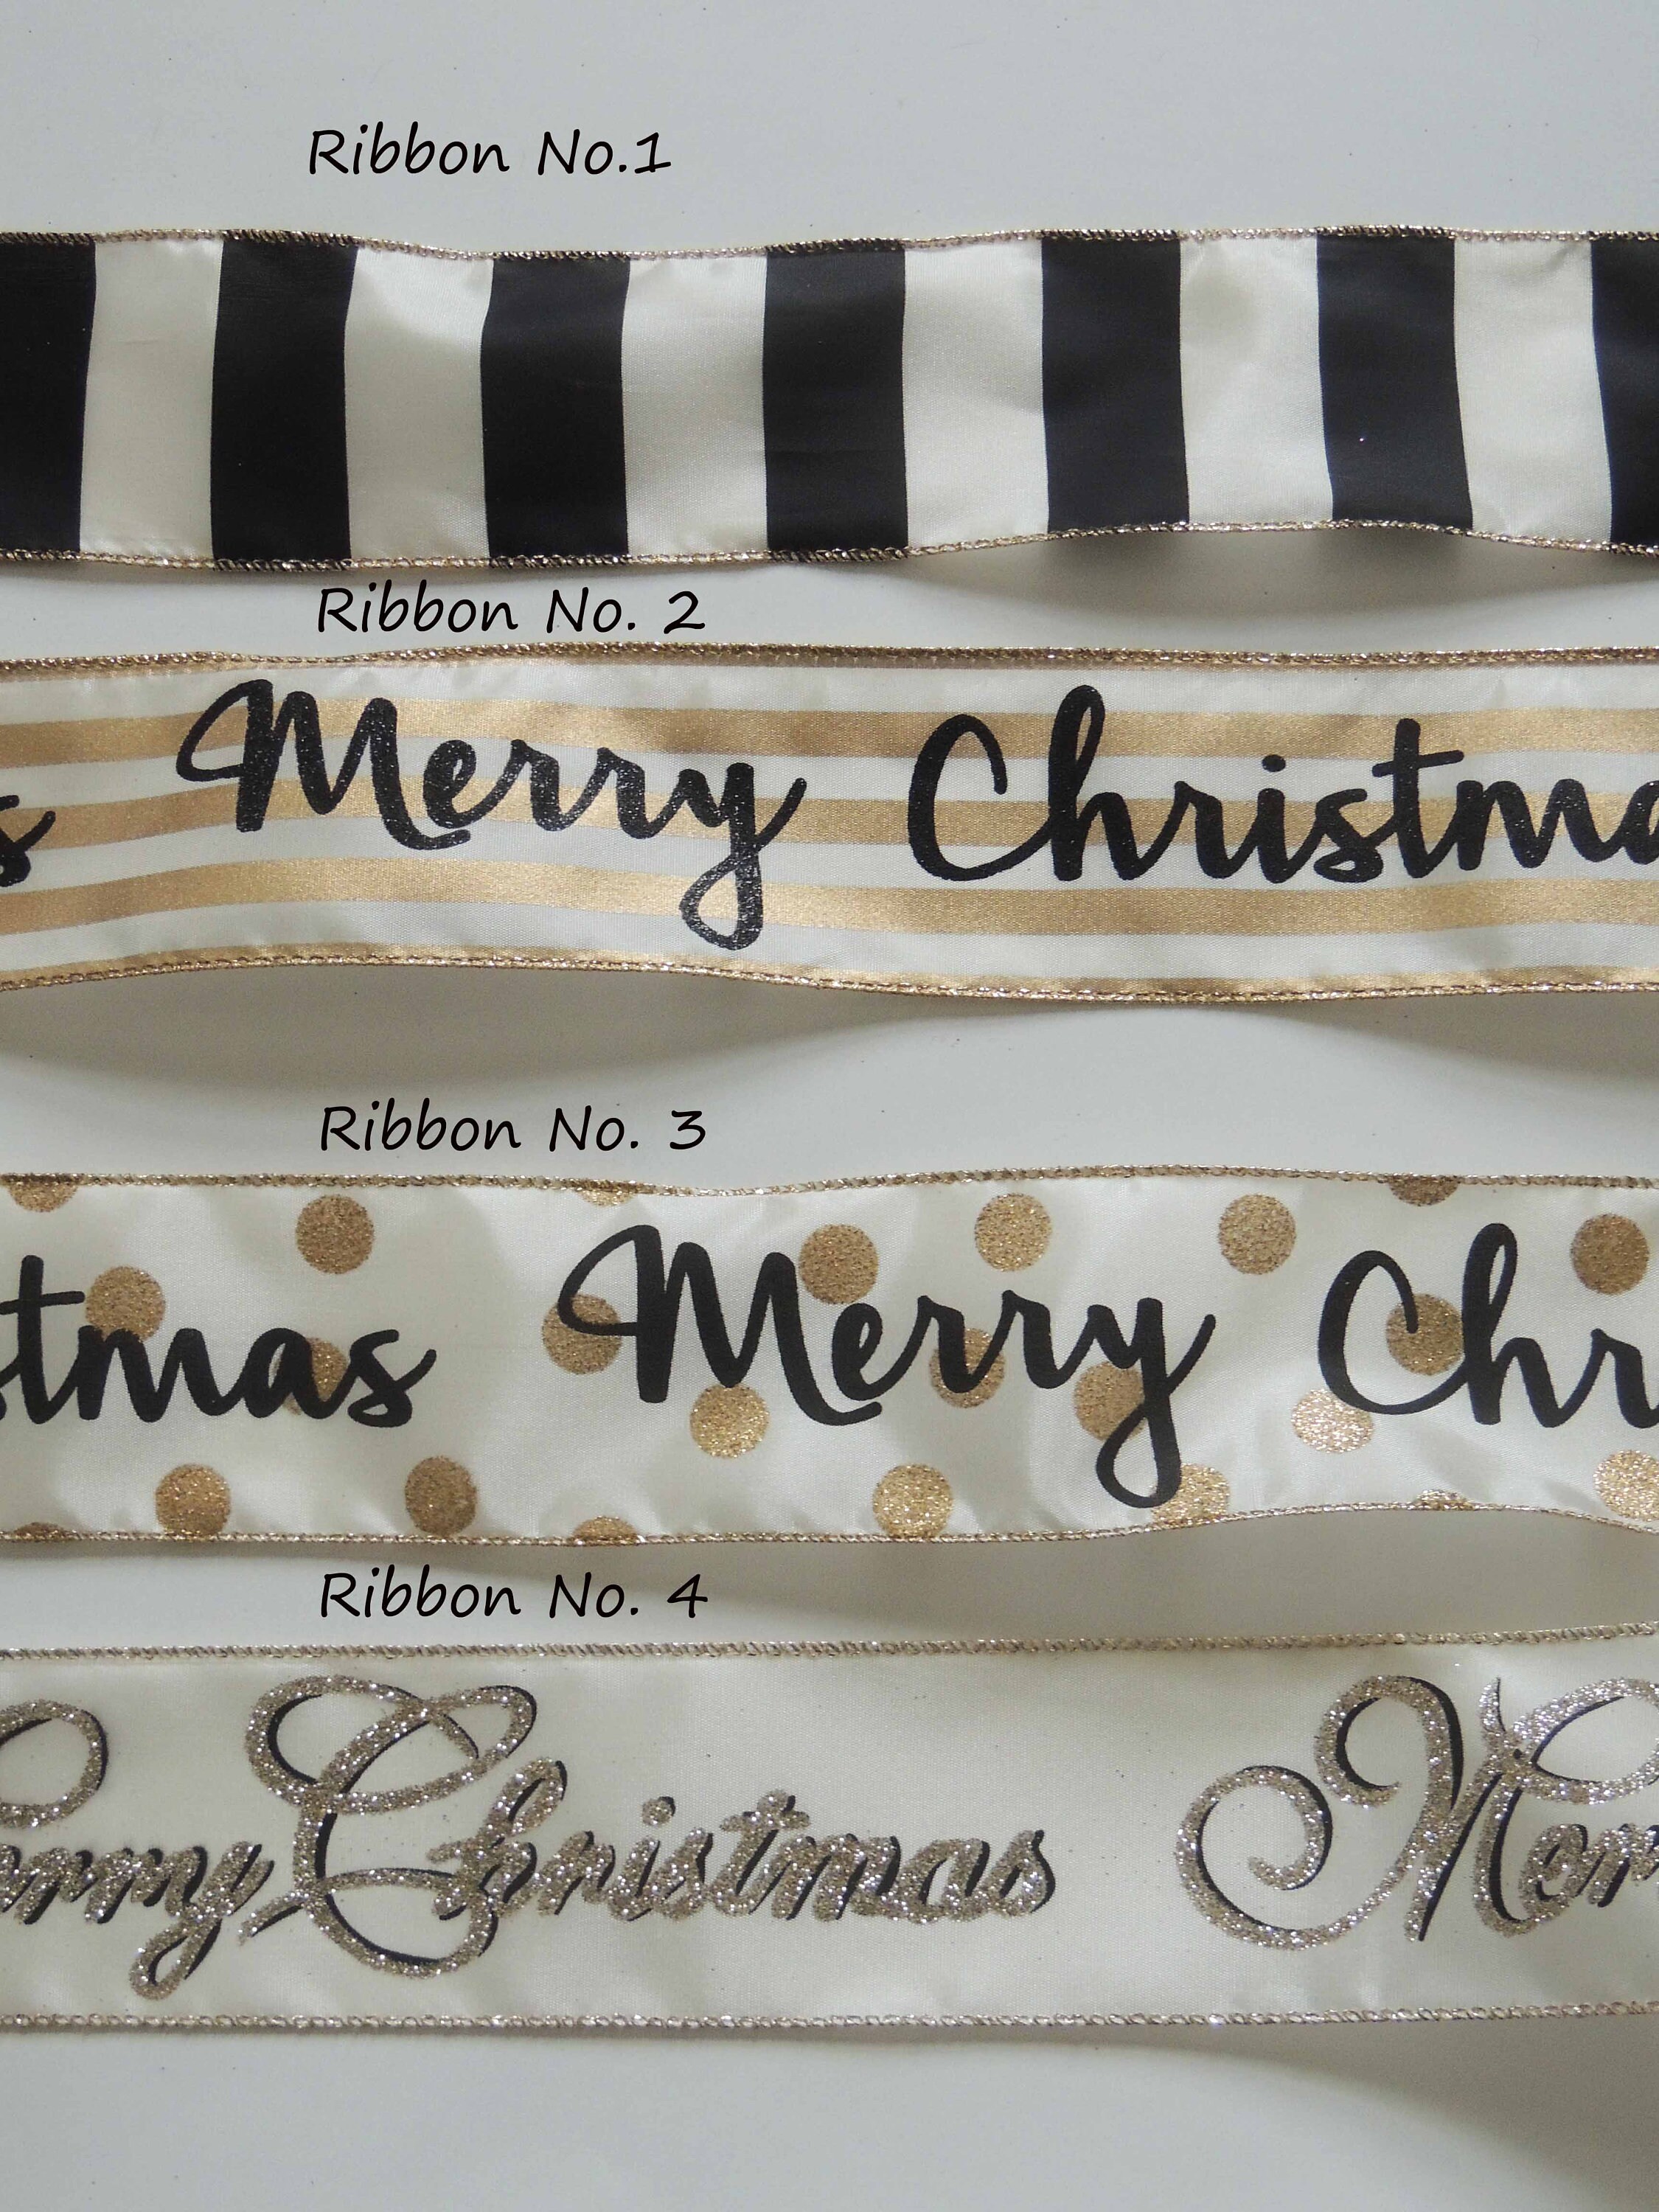 Ribbon No.1
Ribbon No. 2
s Merry Christma
Ribbon No. 3
stmas Merry Chr
Ribbon No. 4
erry Christmas Mer